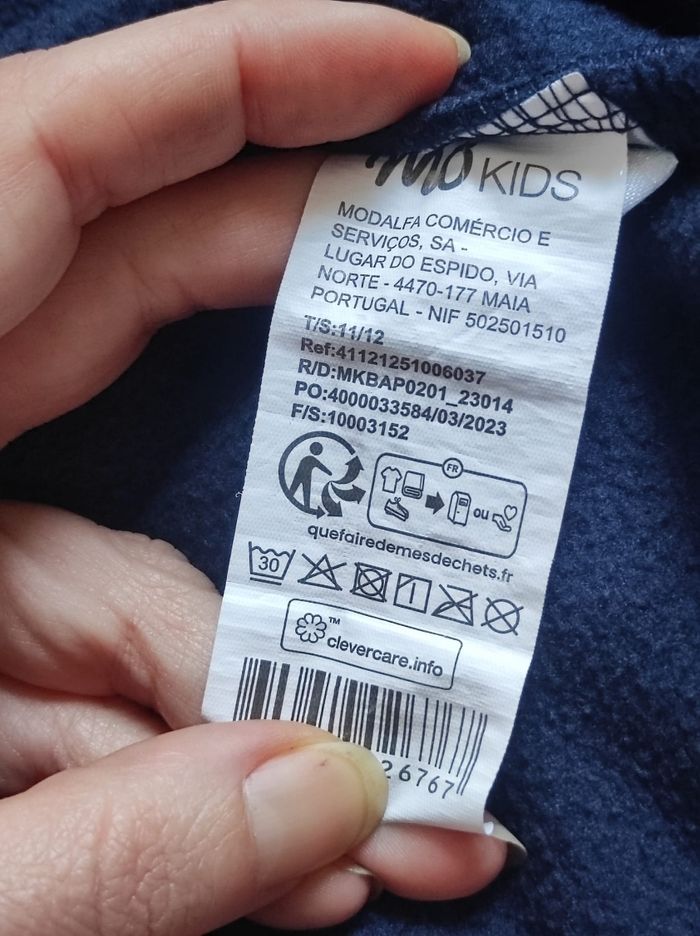 MO KIDS
MODALFA COMÉRCIO E
SERVIÇOS, SA -
LUGAR DO ESPIDO, VIA
NORTE - 4470-177 MAIA
PORTUGAL - NIF 502501510
T/S:11/12
Ref:41121251006037
R/D:MKBAP0201_23014
PO:4000033584/03/2023
F/S:10003152
FR
ou
quefairedemesdechets.fr
30
™
clevercare.info
26767